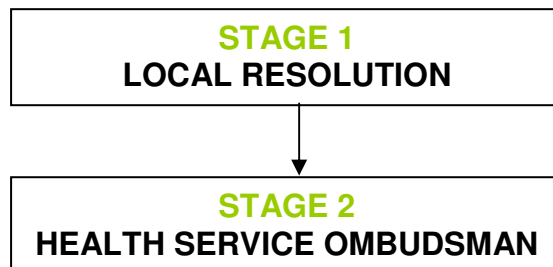 STAGE 1
LOCAL RESOLUTION
STAGE 2
HEALTH SERVICE OMBUDSMAN